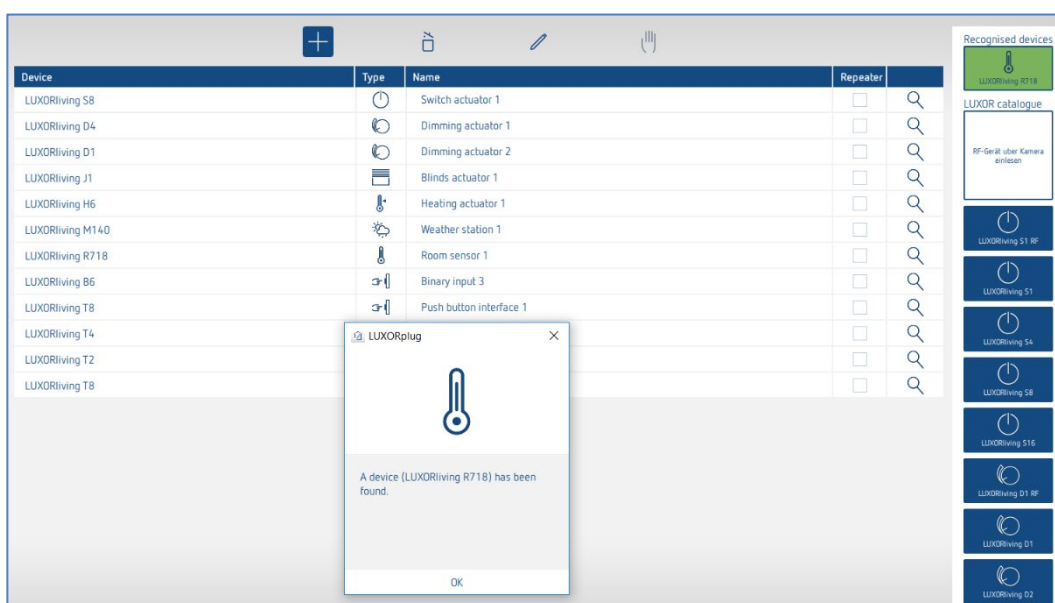 Recognised devices
LUXORliving R718
LUXOR catalogue
RF-Gerät uber Kamera
einlesen
LUXORliving S1 RF
LUXORliving S1
LUXORliving S4
LUXORliving S8
LUXORliving S16
LUXORliving D1 RF
LUXORliving D1
LUXORliving D2
Device Type Name Repeater
LUXORliving S8 Switch actuator 1
LUXORliving D4 Dimming actuator 1
LUXORliving D1 Dimming actuator 2
LUXORliving J1 Blinds actuator 1
LUXORliving H6 Heating actuator 1
LUXORliving M140 Weather station 1
LUXORliving R718 Room sensor 1
LUXORliving B6 Binary input 3
LUXORliving T8 Push button interface 1
LUXORliving T4
LUXORliving T2
LUXORliving T8
LUXORplug
A device (LUXORliving R718) has been
found.
OK